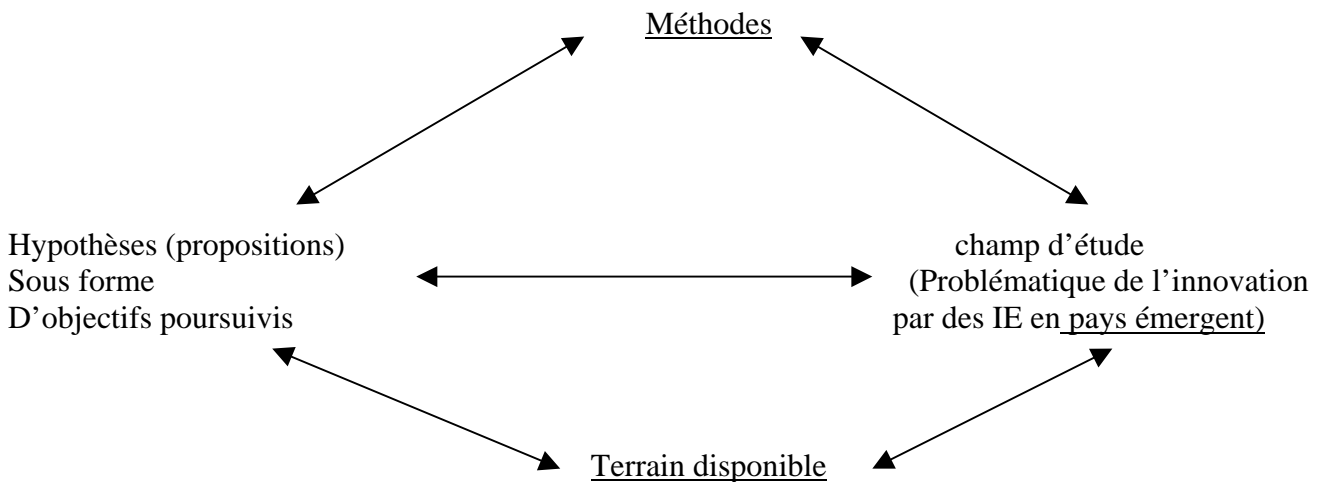 Méthodes
Hypothèses (propositions)
Sous forme
D’objectifs poursuivis
champ d’étude
(Problématique de l’innovation
par des IE en pays émergent)
Terrain disponible